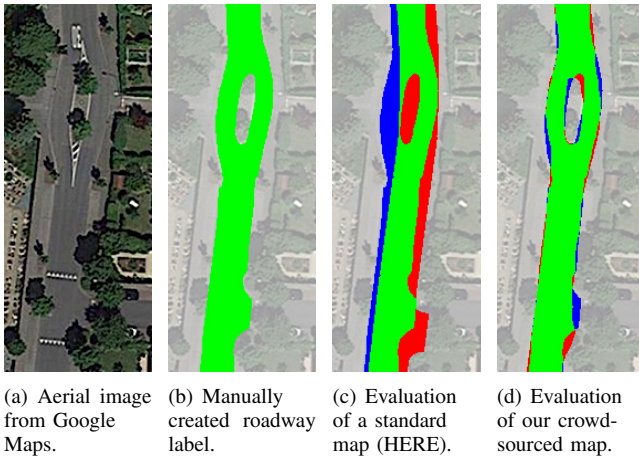 (a) Aerial image
from Google
Maps.
(b) Manually
created roadway
label.
(c) Evaluation
of a standard
map (HERE).
(d) Evaluation
of our crowd-
sourced map.